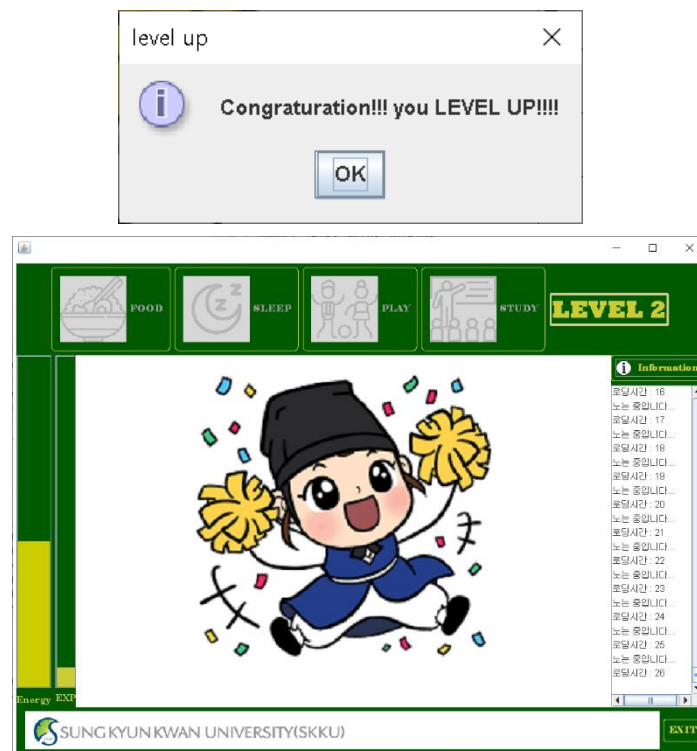 level up
Congraturation!!! you LEVEL UP!!!!
OK
FOOD
SLEEP
PLAY
STUDY
LEVEL 2
Information
로딩시간 : 16
노는 중입니다...
로딩시간 : 17
노는 중입니다...
로딩시간 : 18
노는 중입니다...
로딩시간 : 19
노는 중입니다...
로딩시간 : 20
노는 중입니다...
로딩시간 : 21
노는 중입니다...
로딩시간 : 22
노는 중입니다...
로딩시간 : 23
노는 중입니다...
로딩시간 : 24
노는 중입니다...
로딩시간 : 25
노는 중입니다...
로딩시간 : 26
Energy
EXP
SUNG KYUN KWAN UNIVERSITY(SKKU)
EXIT